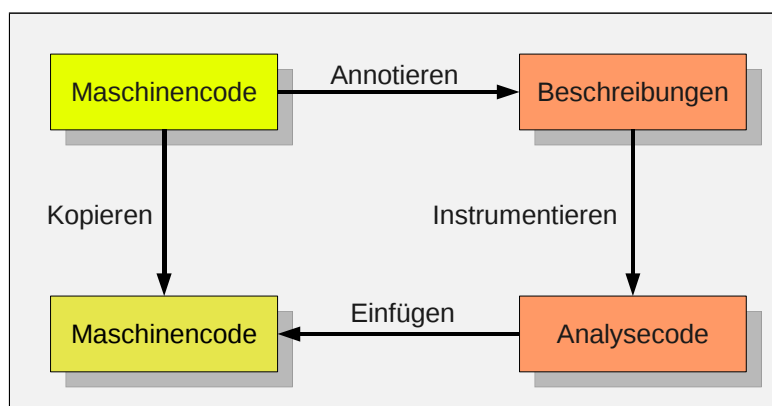 Maschinencode
Annotieren
Beschreibungen
Kopieren
Instrumentieren
Maschinencode
Einfügen
Analysecode